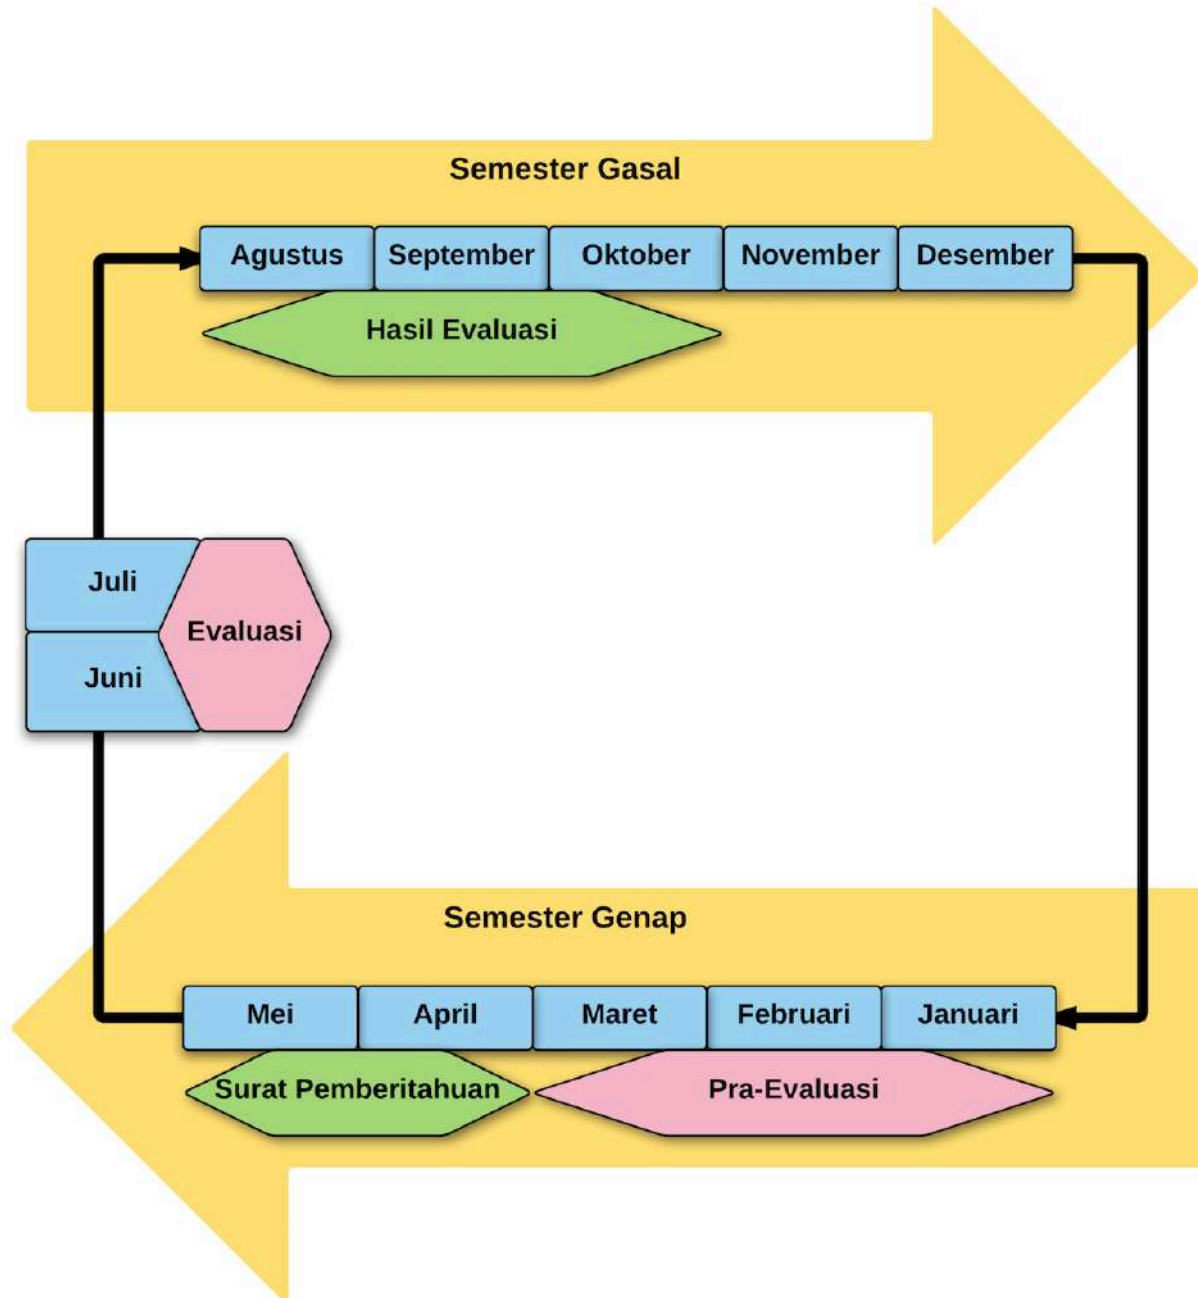 Semester Gasal
Agustus September Oktober November Desember
Hasil Evaluasi
Juli
Evaluasi
Juni
Semester Genap
Mei April Maret Februari Januari
Surat Pemberitahuan Pra-Evaluasi